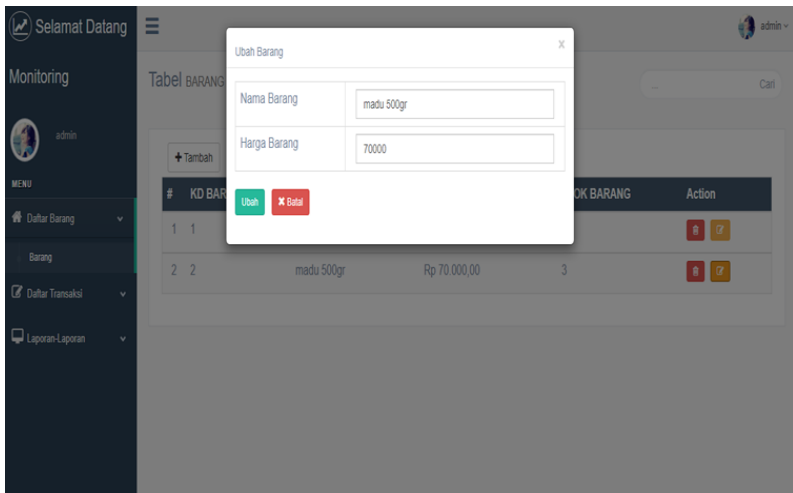 Selamat Datang
admin
Monitoring
admin
MENU
Daftar Barang
Barang
Daftar Transaksi
Laporan-Laporan
Tabel BARANG
... Cari
+ Tambah
# KD BAR OK BARANG Action
1 1
2 2 madu 500gr Rp 70.000,00 3
Ubah Barang x
Nama Barang madu 500gr
Harga Barang 70000
Ubah Batal